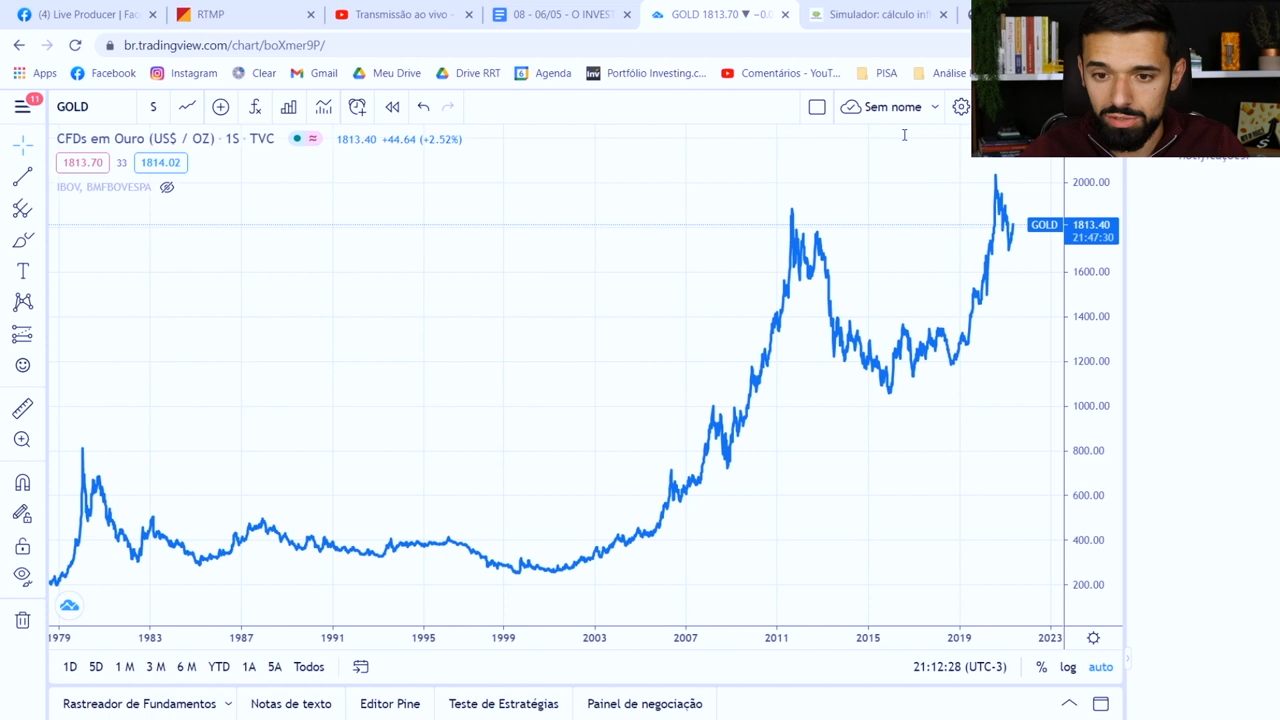 (4) Live Producer | Fac
RTMP
Transmissão ao vivo -
08 - 06/05 - O INVEST
GOLD 1813.70 ▼ −0.0
Simulador: cálculo infl
br.tradingview.com/chart/boXmer9P/
Apps
Facebook
Instagram
Clear
Gmail
Meu Drive
Drive RRT
Agenda
Portfólio Investing.c...
Comentários - YouT...
PISA
Análise
11
GOLD
S
Sem nome
CFDs em Ouro (US$ / OZ) · 1S · TVC
1813.40 +44.64 (+2.52%)
1813.70
33
1814.02
IBOV, BMFBOVESPA
notificações.
2000.00
GOLD
1813.40
21:47:30
1600.00
1400.00
1200.00
1000.00
800.00
600.00
400.00
200.00
1979
1983
1987
1991
1995
1999
2003
2007
2011
2015
2019
2023
1D
5D
1 M
3 M
6 M
YTD
1A
5A
Todos
21:12:28 (UTC-3)
%
log
auto
Rastreador de Fundamentos
Notas de texto
Editor Pine
Teste de Estratégias
Painel de negociação